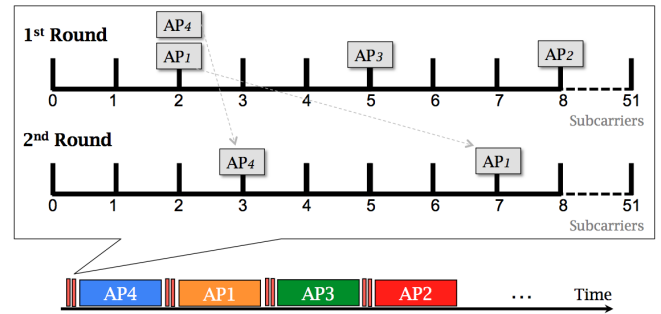 AP4
1st Round
AP1
AP3
AP2
0 1 2 3 4 5 6 7 8 51
Subcarriers
2nd Round
AP4
AP1
0 1 2 3 4 5 6 7 8 51
Subcarriers
AP4 AP1 AP3 AP2 ... Time